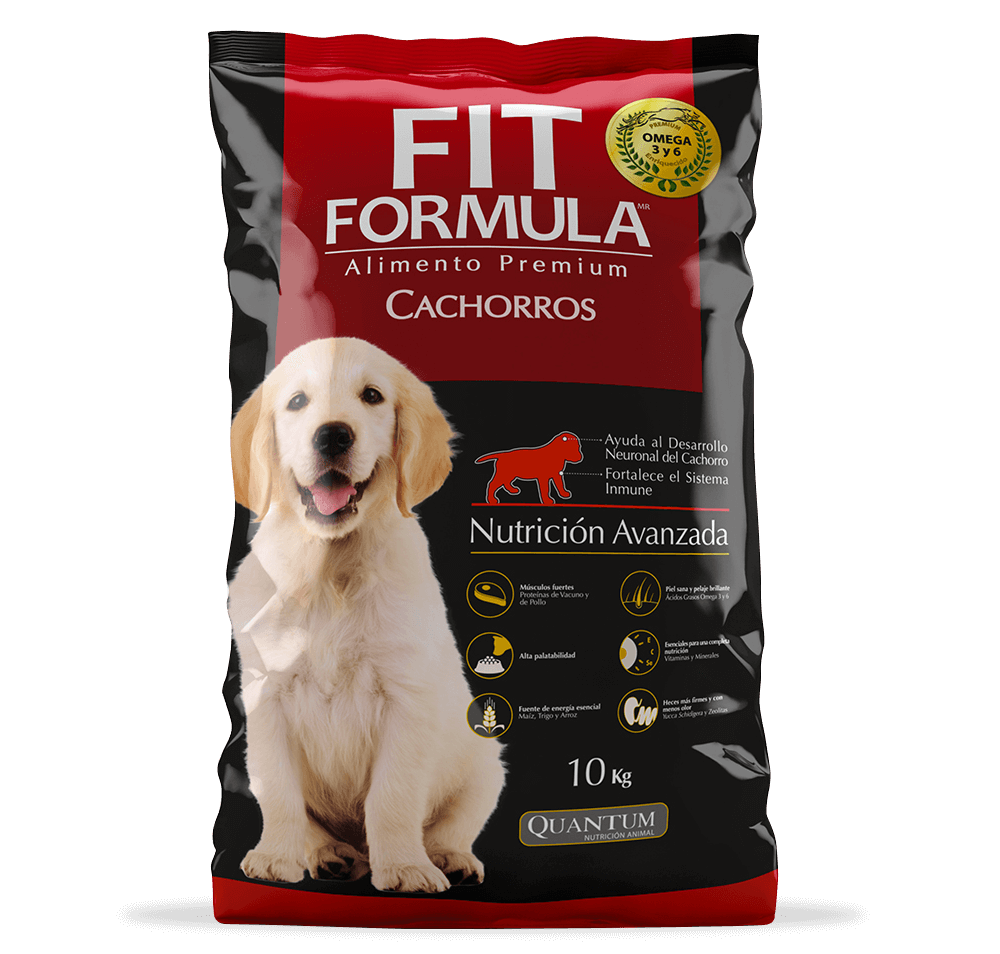 FIT
FORMULA
MR
Alimento Premium
CACHORROS
PREMIUM
OMEGA
3 y 6
Enriquecido
Ayuda al Desarrollo
Neuronal del Cachorro
Fortalece el Sistema
Inmune
Nutrición Avanzada
Músculos fuertes
Proteínas de Vacuno y
de Pollo
Piel sana y pelaje brillante
Ácidos Grasos Omega 3 y 6
Alta palatabilidad
E
C
Se
Esenciales para una completa
nutrición
Vitaminas y Minerales
Fuente de energía esencial
Maíz, Trigo y Arroz
Heces más firmes y con
menos olor
Yucca Schidigera y Zeolitas
10 Kg
QUANTUM
NUTRICIÓN ANIMAL